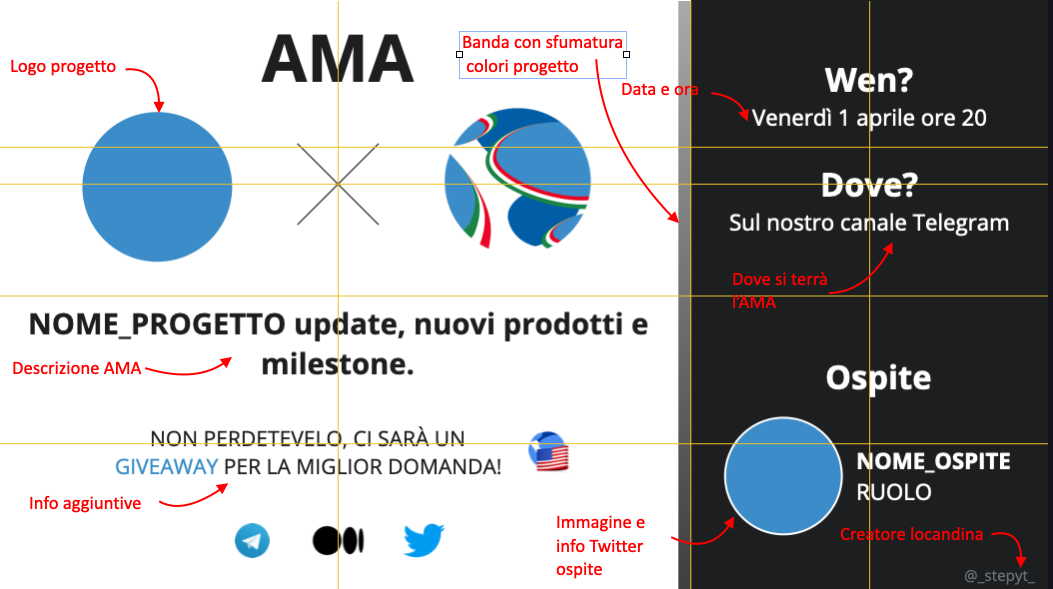 AMA
Banda con sfumatura
colori progetto
Logo progetto
NOME_PROGETTO update, nuovi prodotti e
milestone.
Descrizione AMA
NON PERDETEVELO, CI SARÀ UN
GIVEAWAY PER LA MIGLIOR DOMANDA!
Info aggiuntive
Immagine e
info Twitter
ospite
Wen?
Data e ora
Venerdì 1 aprile ore 20
Dove?
Sul nostro canale Telegram
Dove si terrà
l'AMA
Ospite
NOME_OSPITE
RUOLO
Creatore locandina
@_stepyt_